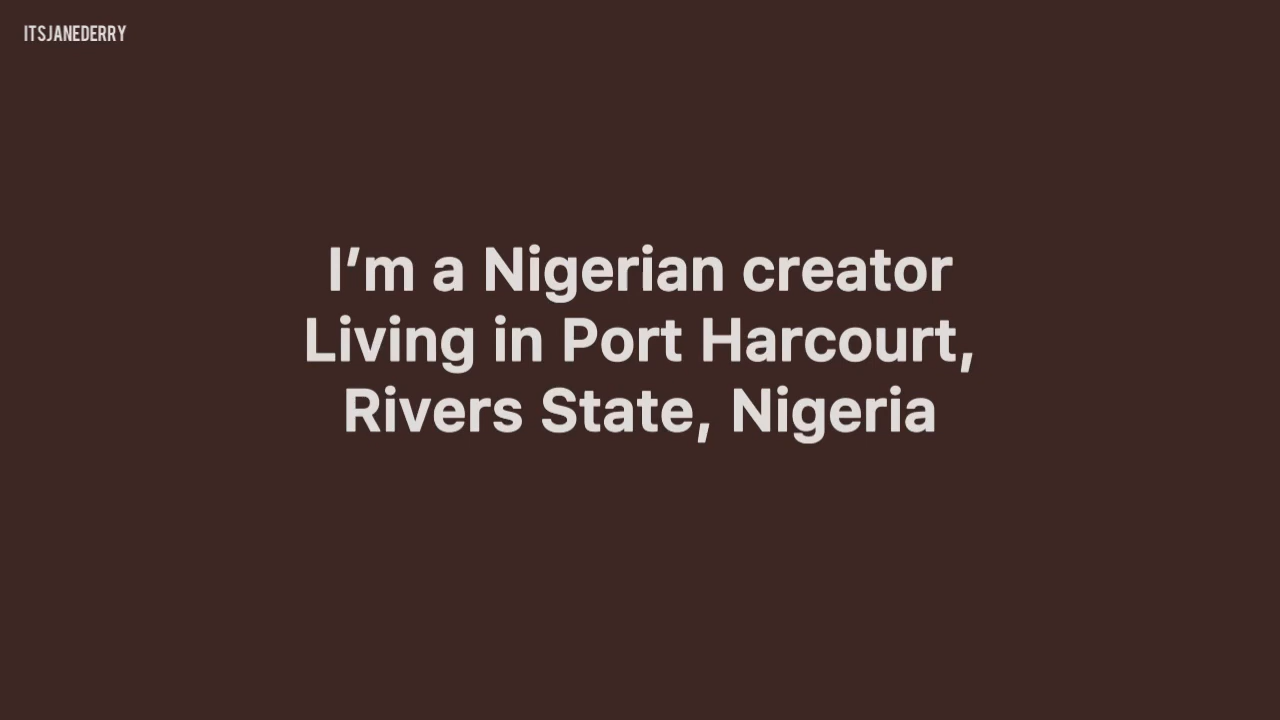 ITSJANEDERRY
I’m a Nigerian creator
Living in Port Harcourt,
Rivers State, Nigeria